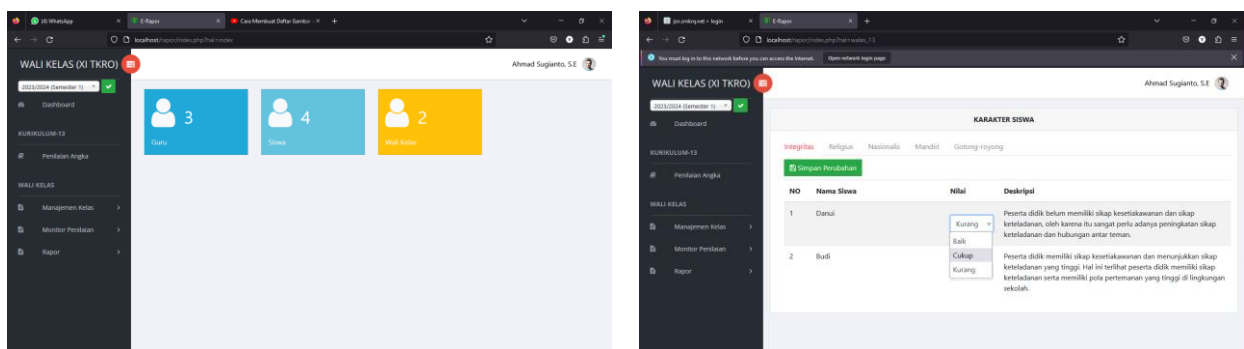 (4) WhatsApp
E-Rapor
Cara Membuat Daftar Gambar
localhost/rapor/index.php?hal=index
WALI KELAS (XI TKRO)
Ahmad Sugianto, S.E
2023/2024 (Semester 1)
Dashboard
KURIKULUM-13
Penilaian Angka
WALI KELAS
Manajemen Kelas
Monitor Penilaian
Rapor
3
Guru
4
Siswa
2
Wali Kelas
E-Rapor
localhost/rapor/index.php?hal=walas_13
You must log in to this network before you can access the Internet.
Open network login page
WALI KELAS (XI TKRO)
Ahmad Sugianto, S.E
2023/2024 (Semester 1)
Dashboard
KURIKULUM-13
Penilaian Angka
WALI KELAS
Manajemen Kelas
Monitor Penilaian
Rapor
KARAKTER SISWA
Integritas Religius Nasionalis Mandiri Gotong-royong
Simpan Perubahan
NO Nama Siswa Nilai Deskripsi
1 Danui Kurang
Peserta didik belum memiliki sikap kesetiakawanan dan sikap
keteladanan, oleh karena itu sangat perlu adanya peningkatan sikap
keteladanan dan hubungan antar teman.
Baik
Cukup
Kurang
2 Budi
Peserta didik memiliki sikap kesetiakawanan dan menunjukkan sikap
keteladanan yang tinggi. Hal ini terlihat peserta didik memiliki sikap
keteladanan serta memiliki pola pertemanan yang tinggi di lingkungan
sekolah.